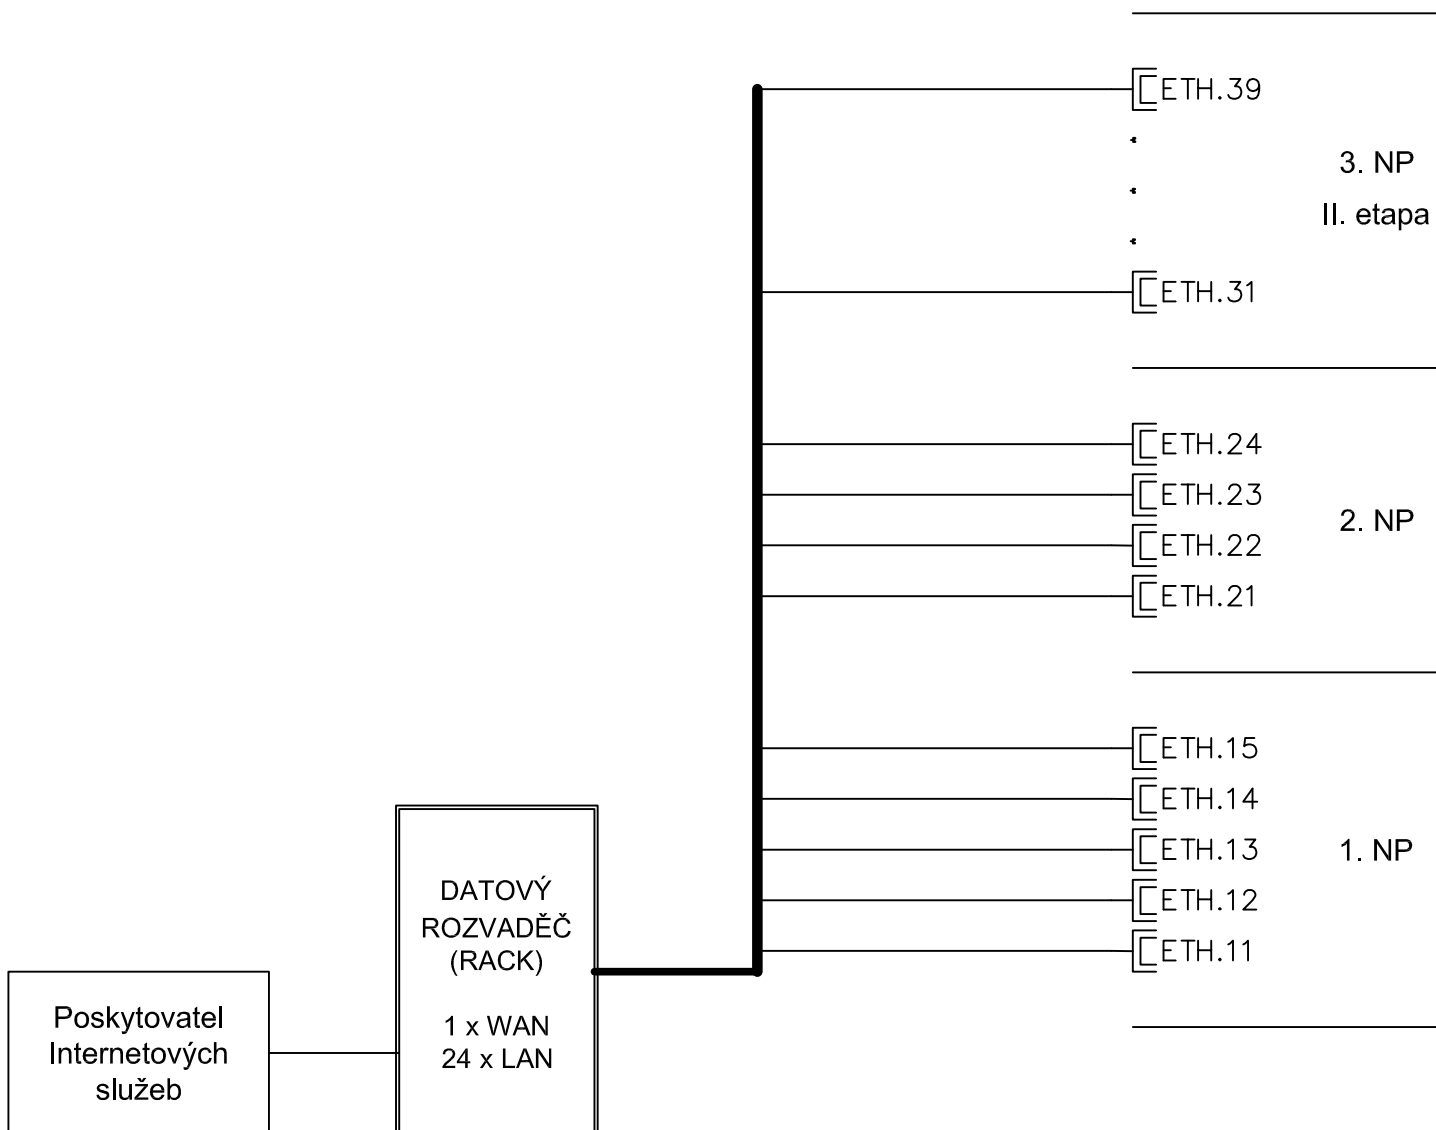 ETH.39
3. NP
II. etapa
ETH.31
ETH.24
ETH.23
2. NP
ETH.22
ETH.21
ETH.15
ETH.14
ETH.13
1. NP
ETH.12
ETH.11
DATOVÝ
ROZVADĚČ
(RACK)
1 x WAN
24 x LAN
Poskytovatel
Internetových
služeb